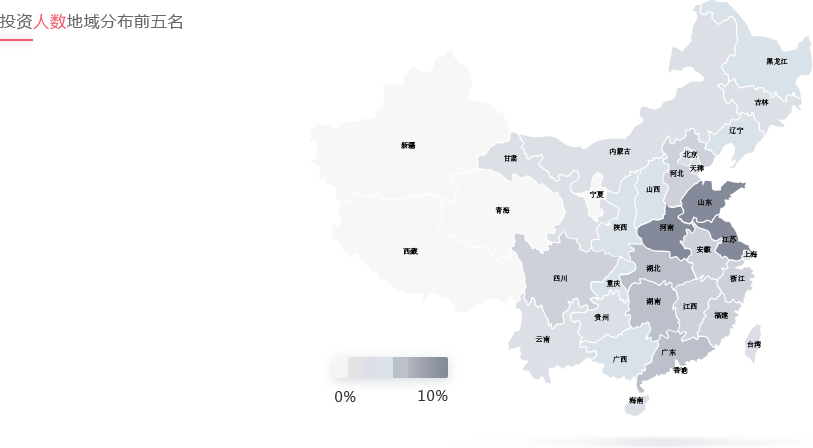 投资人数地域分布前五名
黑龙江
吉林
辽宁
内蒙古
北京
天津
河北
新疆
甘肃
宁夏
山西
山东
青海
陕西
河南
江苏
西藏
安徽
上海
四川
重庆
湖北
浙江
湖南
江西
贵州
福建
云南
广西
广东
台湾
香港
海南
0%
10%